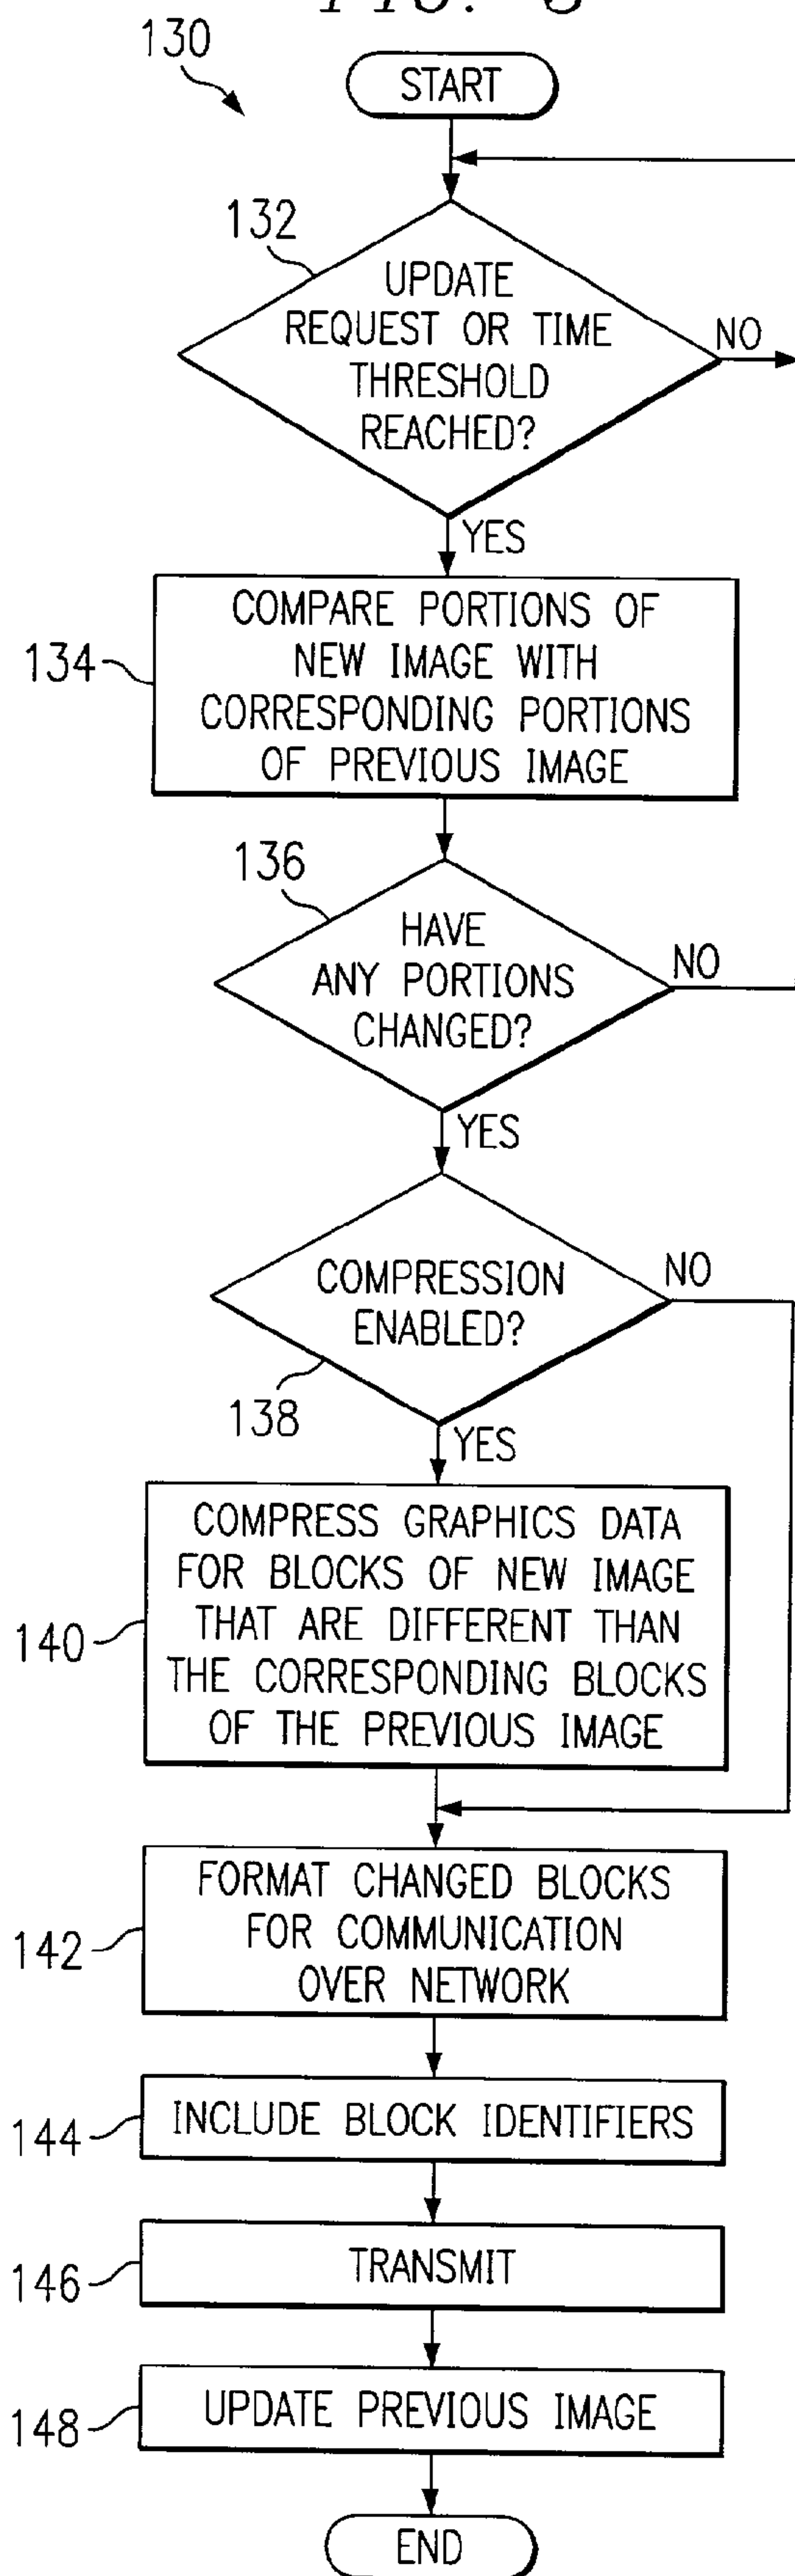 130
START
132
UPDATE
REQUEST OR TIME
THRESHOLD
REACHED?
NO
YES
134
COMPARE PORTIONS OF
NEW IMAGE WITH
CORRESPONDING PORTIONS
OF PREVIOUS IMAGE
136
HAVE
ANY PORTIONS
CHANGED?
NO
YES
COMPRESSION
ENABLED?
NO
138
YES
140
COMPRESS GRAPHICS DATA
FOR BLOCKS OF NEW IMAGE
THAT ARE DIFFERENT THAN
THE CORRESPONDING BLOCKS
OF THE PREVIOUS IMAGE
142
FORMAT CHANGED BLOCKS
FOR COMMUNICATION
OVER NETWORK
144
INCLUDE BLOCK IDENTIFIERS
146
TRANSMIT
148
UPDATE PREVIOUS IMAGE
END